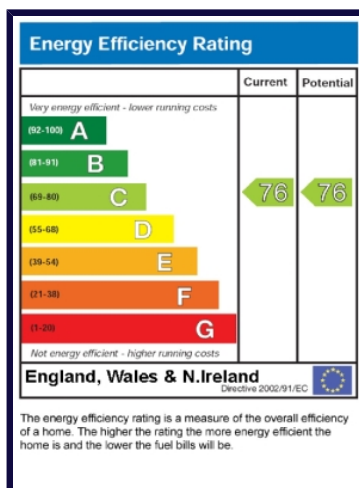 Energy Efficiency Rating
Current Potential
Very energy efficient - lower running costs
(92-100) A
(81-91) B
(69-80) C 76 76
(55-68) D
(39-54) E
(21-38) F
(1-20) G
Not energy efficient - higher running costs
England, Wales & N.Ireland
Directive 2002/91/EC
The energy efficiency rating is a measure of the overall efficiency
of a home. The higher the rating the more energy efficient the
home is and the lower the fuel bills will be.